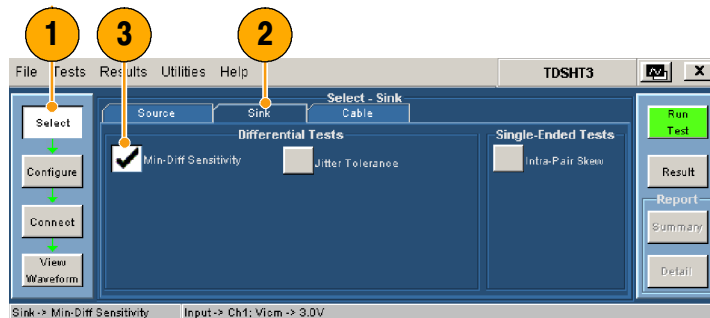 1 3 2
File Tests Results Utilities Help TDSHT3 X
Select - Sink
Source Sink Cable
Select
Configure
Connect
View
Waveform
Differential Tests
Min-Diff Sensitivity
Jitter Tolerance
Single-Ended Tests
Intra-Pair Skew
Run
Test
Result
Report
Summary
Detail
Sink -> Min-Diff Sensitivity Input -> Ch1; Vicm -> 3.0V